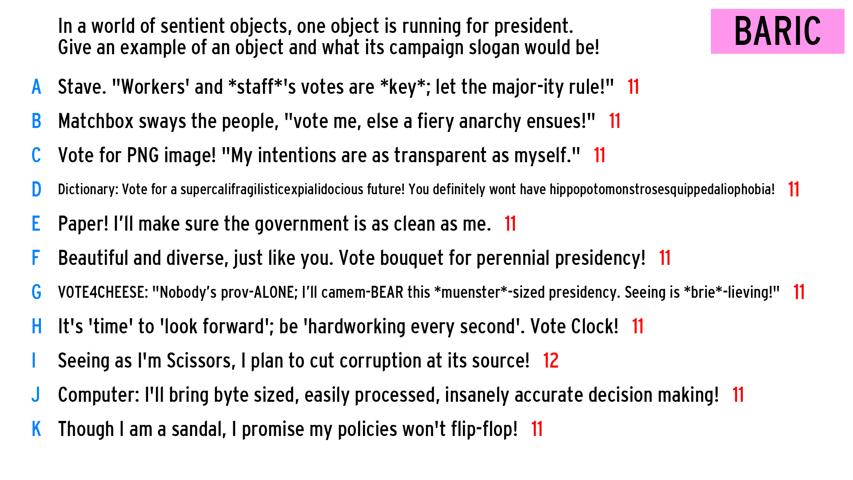 In a world of sentient objects, one object is running for president.
Give an example of an object and what its campaign slogan would be!
BARIC
A Stave. "Workers' and *staff*'s votes are *key*; let the major-ity rule!" 11
B Matchbox sways the people, "vote me, else a fiery anarchy ensues!" 11
C Vote for PNG image! "My intentions are as transparent as myself." 11
D Dictionary: Vote for a supercalifragilisticexpialidocious future! You definitely wont have hippopotomonstrosesquippedaliophobia! 11
E Paper! I’ll make sure the government is as clean as me. 11
F Beautiful and diverse, just like you. Vote bouquet for perennial presidency! 11
G VOTE4CHEESE: "Nobody’s prov-ALONE; I’ll camem-BEAR this *muenster*-sized presidency. Seeing is *brie*-lieving!" 11
H It's 'time' to 'look forward'; be 'hardworking every second'. Vote Clock! 11
I Seeing as I'm Scissors, I plan to cut corruption at its source! 12
J Computer: I'll bring byte sized, easily processed, insanely accurate decision making! 11
K Though I am a sandal, I promise my policies won't flip-flop! 11